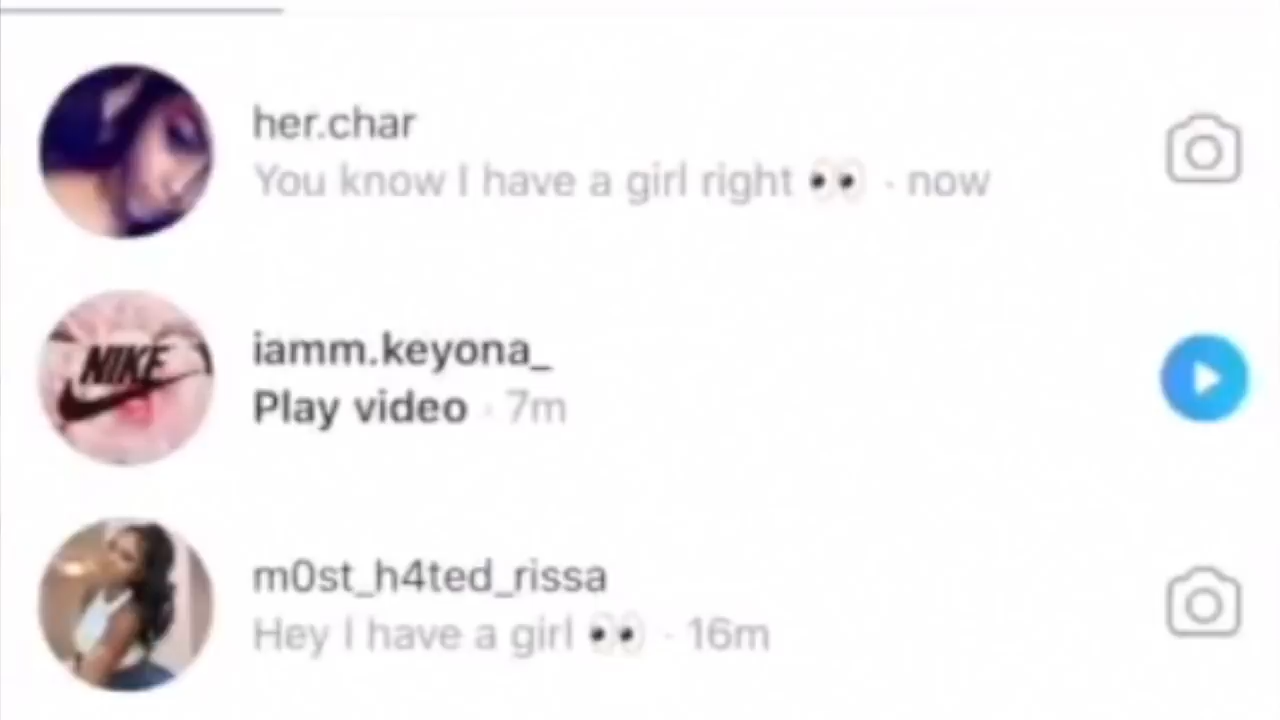 her.char
You know I have a girl right 👀 · now
NIKE
iamm.keyona_
Play video · 7m
m0st_h4ted_rissa
Hey I have a girl 👀 · 16m